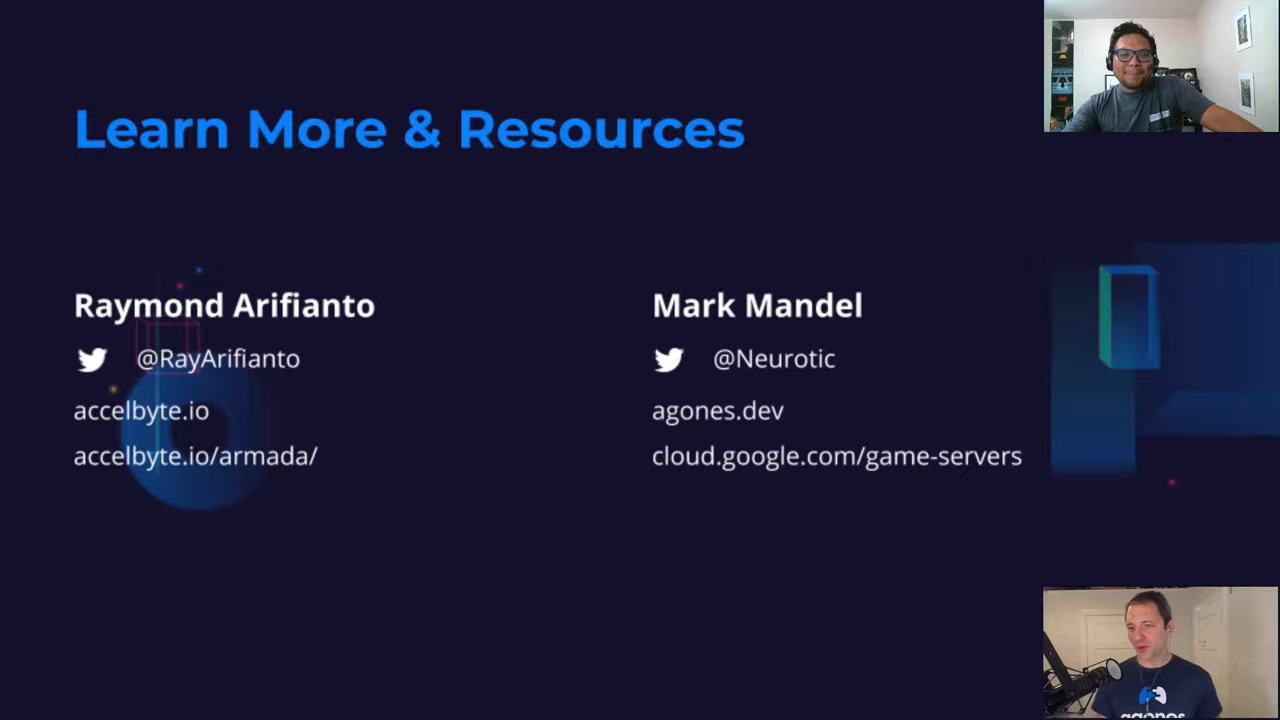 Learn More & Resources
Raymond Arifianto
@RayArifianto
accelbyte.io
accelbyte.io/armada/
Mark Mandel
@Neurotic
agones.dev
cloud.google.com/game-servers
agones